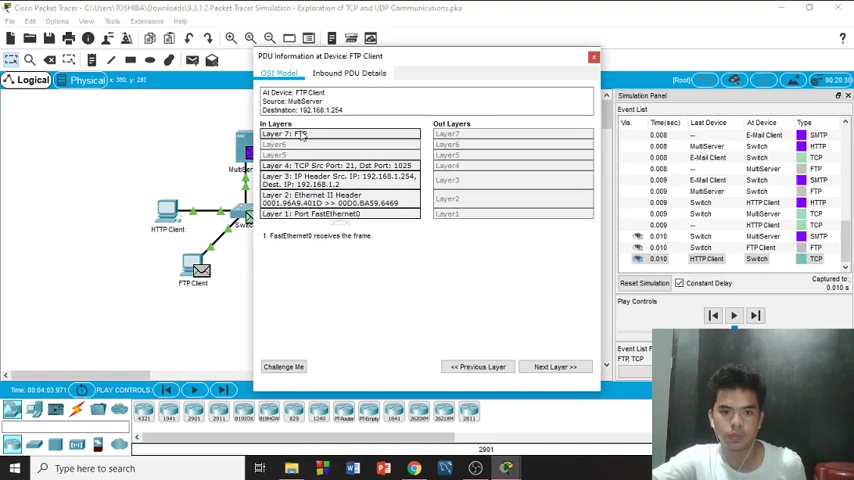 Cisco Packet Tracer - C:\Users\TOSHIBA\Downloads\9.3.1.2 Packet Tracer Simulation - Exploration of TCP and UDP Communications.pka
File Edit Tools Extensions Help
Logical
Physical
x: 380, y: 293
[Root]
00:20:30
PDU Information at Device: FTP Client
OSI Model
Inbound PDU Details
At Device: FTP Client
Source: MultiServer
Destination: 192.168.1.254
In Layers
Layer 7: FTP
Layer6
Layer5
Layer 4: TCP Src Port: 21, Dst Port: 1025
Layer 3: IP Header Src. IP: 192.168.1.254,
Dest. IP: 192.168.1.2
Layer 2: Ethernet II Header
0001.96A9.401D >> 00D0.BA59.6469
Layer 1: Port FastEthernet0
Out Layers
Layer7
Layer6
Layer5
Layer4
Layer3
Layer2
Layer1
1. FastEthernet0 receives the frame.
Challenge Me
<< Previous Layer
Next Layer >>
HTTP Client
FTP Client
Simulation Panel
Event List
Vis. Time(sec) Last Device At Device Type
0.008 -- E-Mail Client SMTP
0.008 MultiServer Switch HTTP
0.008 E-Mail Client Switch TCP
0.008 MultiServer Switch FTP
0.009 Switch HTTP Client HTTP
0.009 -- HTTP Client TCP
0.009 Switch MultiServer TCP
0.009 Switch FTP
0.009 -- HTTP Client HTTP
0.010 Switch MultiServer SMTP
0.010 Switch FTP Client FTP
0.010 HTTP Client Switch TCP
Reset Simulation
Constant Delay
Captured to:
0.010 s
Play Controls
Event List
FTP, TCP
Time: 00:04:03.971
PLAY CONTROLS:
4321 1941 2901 2911 819IOX 819HGW 829 1240 PT-Router PT-Empty 1841 2620XM 2621XM 2811
2901
Type here to search